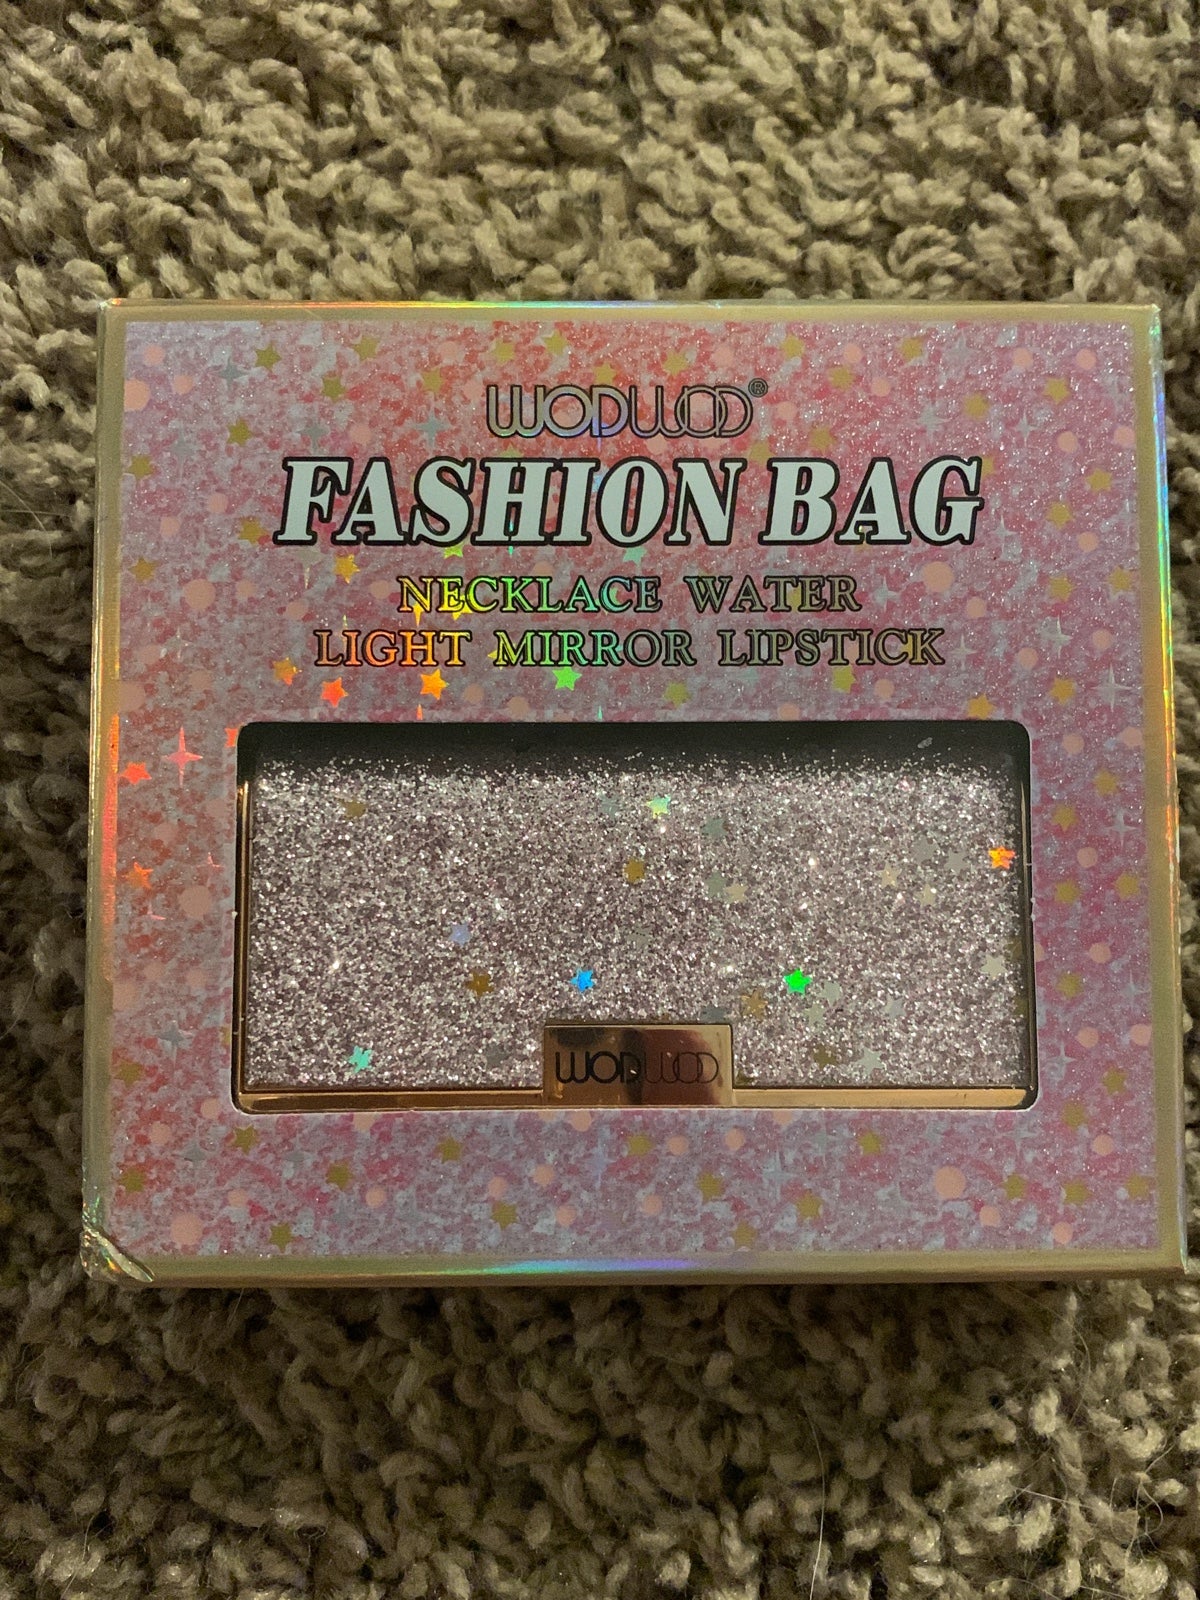 WODWOD®
FASHION BAG
NECKLACE WATER
LIGHT MIRROR LIPSTICK
WODWOD